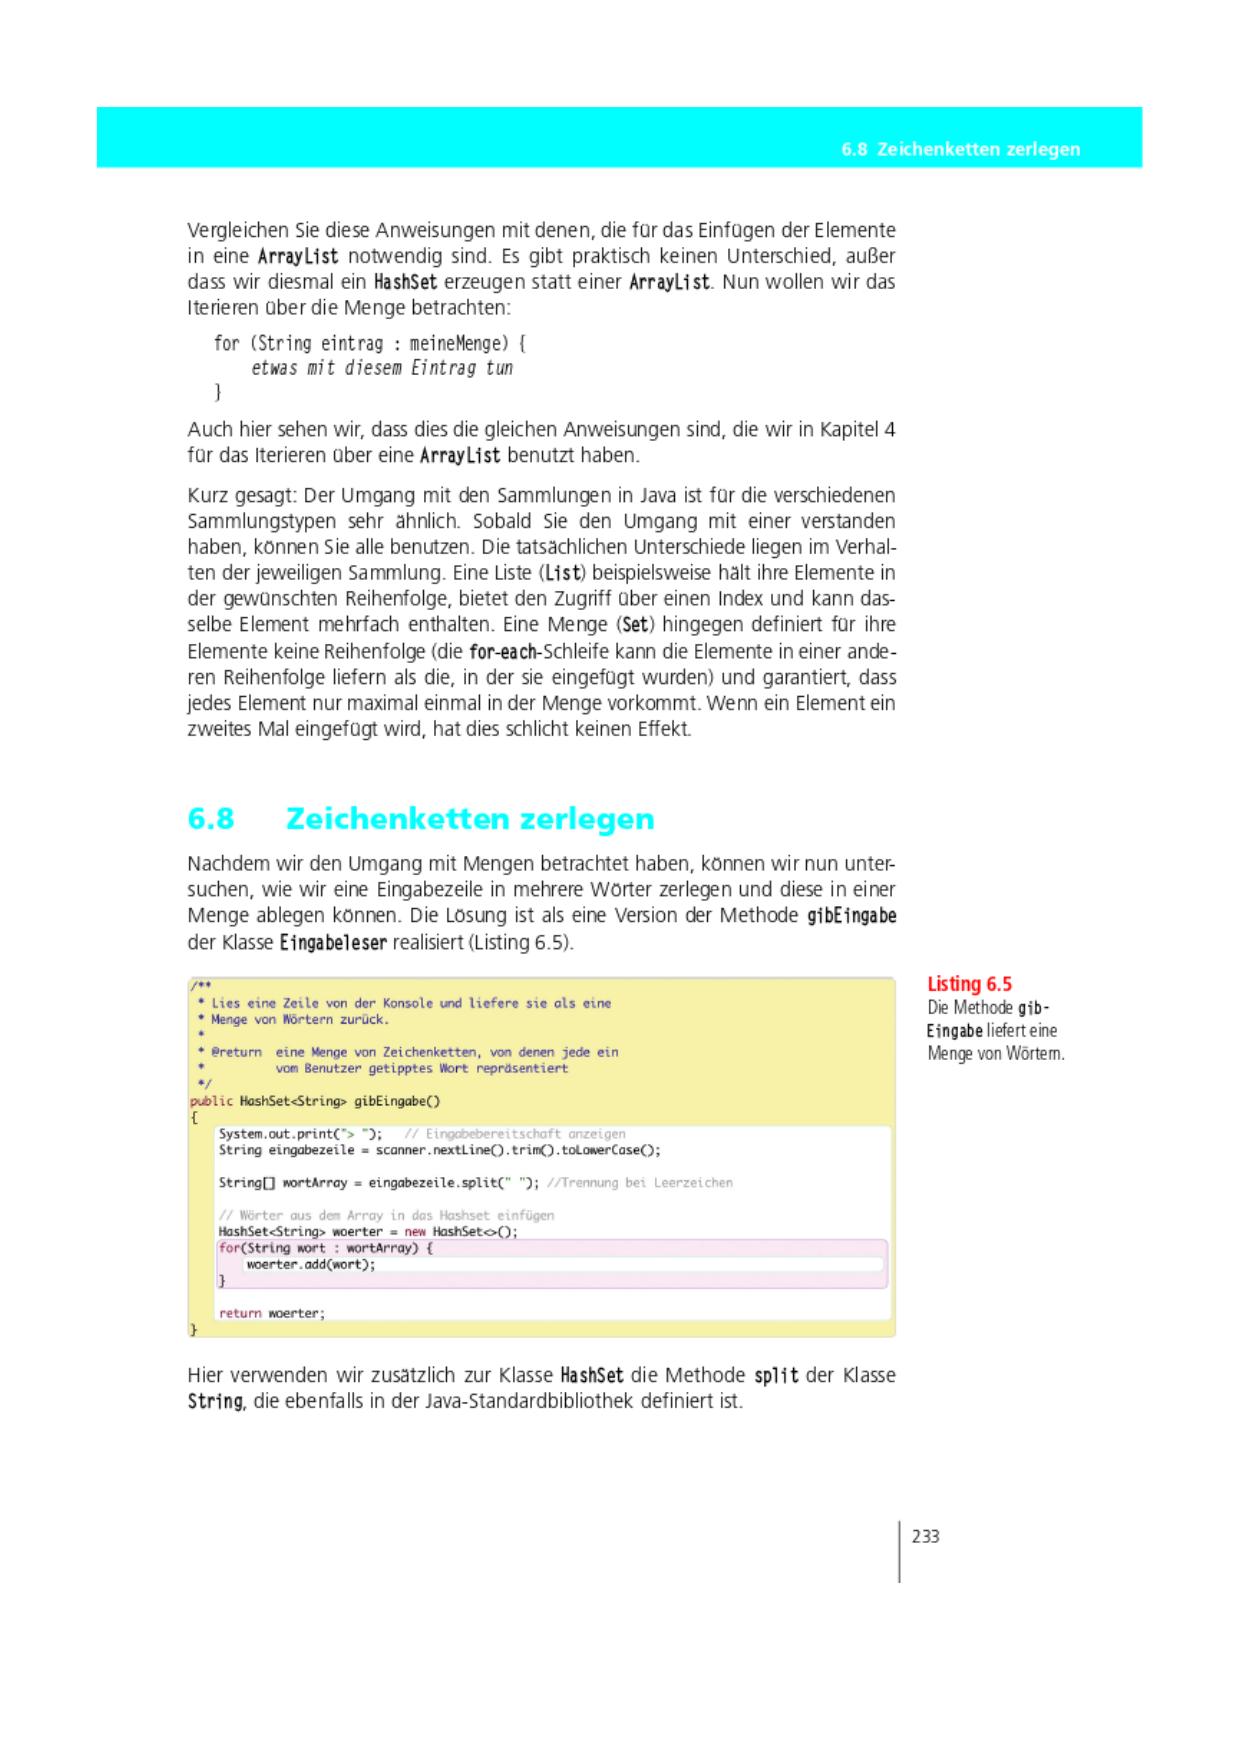 6.8 Zeichenketten zerlegen
Vergleichen Sie diese Anweisungen mit denen, die für das Einfügen der Elemente
in eine ArrayList notwendig sind. Es gibt praktisch keinen Unterschied, außer
dass wir diesmal ein HashSet erzeugen statt einer ArrayList. Nun wollen wir das
Iterieren über die Menge betrachten:
for (String eintrag : meineMenge) {
    etwas mit diesem Eintrag tun
}
Auch hier sehen wir, dass dies die gleichen Anweisungen sind, die wir in Kapitel 4
für das Iterieren über eine ArrayList benutzt haben.
Kurz gesagt: Der Umgang mit den Sammlungen in Java ist für die verschiedenen
Sammlungstypen sehr ähnlich. Sobald Sie den Umgang mit einer verstanden
haben, können Sie alle benutzen. Die tatsächlichen Unterschiede liegen im Verhal-
ten der jeweiligen Sammlung. Eine Liste (List) beispielsweise hält ihre Elemente in
der gewünschten Reihenfolge, bietet den Zugriff über einen Index und kann das-
selbe Element mehrfach enthalten. Eine Menge (Set) hingegen definiert für ihre
Elemente keine Reihenfolge (die for-each-Schleife kann die Elemente in einer ande-
ren Reihenfolge liefern als die, in der sie eingefügt wurden) und garantiert, dass
jedes Element nur maximal einmal in der Menge vorkommt. Wenn ein Element ein
zweites Mal eingefügt wird, hat dies schlicht keinen Effekt.
6.8 Zeichenketten zerlegen
Nachdem wir den Umgang mit Mengen betrachtet haben, können wir nun unter-
suchen, wie wir eine Eingabezeile in mehrere Wörter zerlegen und diese in einer
Menge ablegen können. Die Lösung ist als eine Version der Methode gibEingabe
der Klasse Eingabeleser realisiert (Listing 6.5).
/**
 * Lies eine Zeile von der Konsole und liefere sie als eine
 * Menge von Wörtern zurück.
 *
 * @return  eine Menge von Zeichenketten, von denen jede ein
 *          vom Benutzer getipptes Wort repräsentiert
 */
public HashSet<String> gibEingabe()
{
    System.out.print("> ");   // Eingabebereitschaft anzeigen
    String eingabezeile = scanner.nextLine().trim().toLowerCase();
    String[] wortArray = eingabezeile.split(" "); //Trennung bei Leerzeichen
    // Wörter aus dem Array in das Hashset einfügen
    HashSet<String> woerter = new HashSet<>();
    for(String wort : wortArray) {
        woerter.add(wort);
    }
    return woerter;
}
Listing 6.5
Die Methode gib-
Eingabe liefert eine
Menge von Wörtern.
Hier verwenden wir zusätzlich zur Klasse HashSet die Methode split der Klasse
String, die ebenfalls in der Java-Standardbibliothek definiert ist.
233